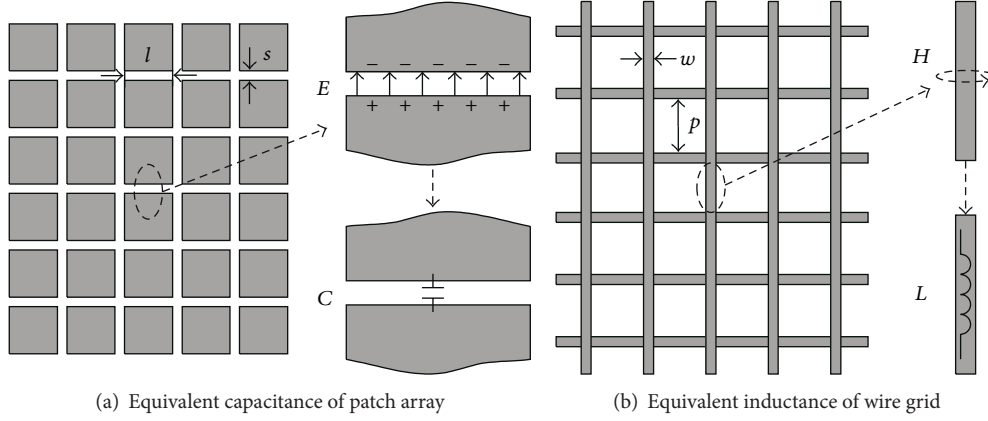 l
s
E
− − − − − −
+ + + + +
C
(a) Equivalent capacitance of patch array
w
p
H
L
(b) Equivalent inductance of wire grid